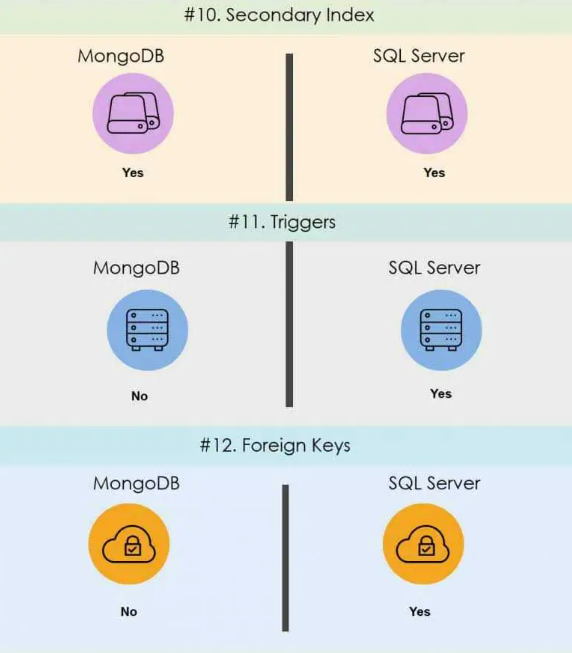 #10. Secondary Index
MongoDB
SQL Server
Yes
Yes
#11. Triggers
MongoDB
SQL Server
No
Yes
#12. Foreign Keys
MongoDB
SQL Server
No
Yes